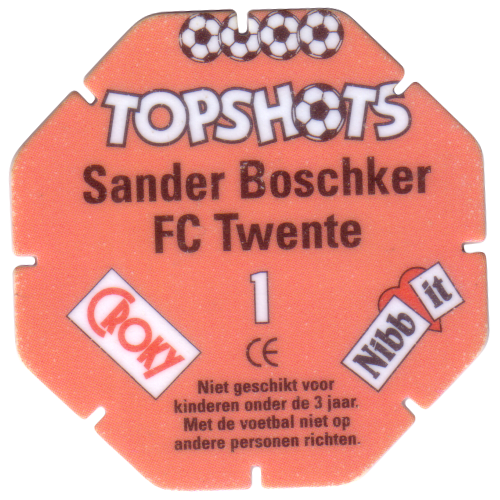 TOPSHOTS
Sander Boschker
FC Twente
1
CROKY
Nibb it
CE
Niet geschikt voor
kinderen onder de 3 jaar.
Met de voetbal niet op
andere personen richten.